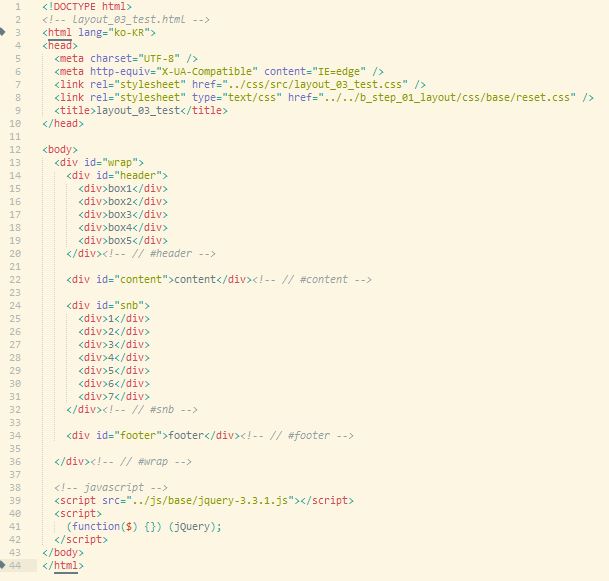 1 <!DOCTYPE html>
2 <!-- layout_03_test.html -->
3 <html lang="ko-KR">
4 <head>
5   <meta charset="UTF-8" />
6   <meta http-equiv="X-UA-Compatible" content="IE=edge" />
7   <link rel="stylesheet" href="../css/src/layout_03_test.css" />
8   <link rel="stylesheet" type="text/css" href="../../b_step_01_layout/css/base/reset.css" />
9   <title>layout_03_test</title>
10 </head>
11
12 <body>
13   <div id="wrap">
14     <div id="header">
15       <div>box1</div>
16       <div>box2</div>
17       <div>box3</div>
18       <div>box4</div>
19       <div>box5</div>
20     </div><!-- // #header -->
21
22     <div id="content">content</div><!-- // #content -->
23
24     <div id="snb">
25       <div>1</div>
26       <div>2</div>
27       <div>3</div>
28       <div>4</div>
29       <div>5</div>
30       <div>6</div>
31       <div>7</div>
32     </div><!-- // #snb -->
33
34     <div id="footer">footer</div><!-- // #footer -->
35
36   </div><!-- // #wrap -->
37
38   <!-- javascript -->
39   <script src="../js/base/jquery-3.3.1.js"></script>
40   <script>
41     (function($) {}) (jQuery);
42   </script>
43 </body>
44 </html>